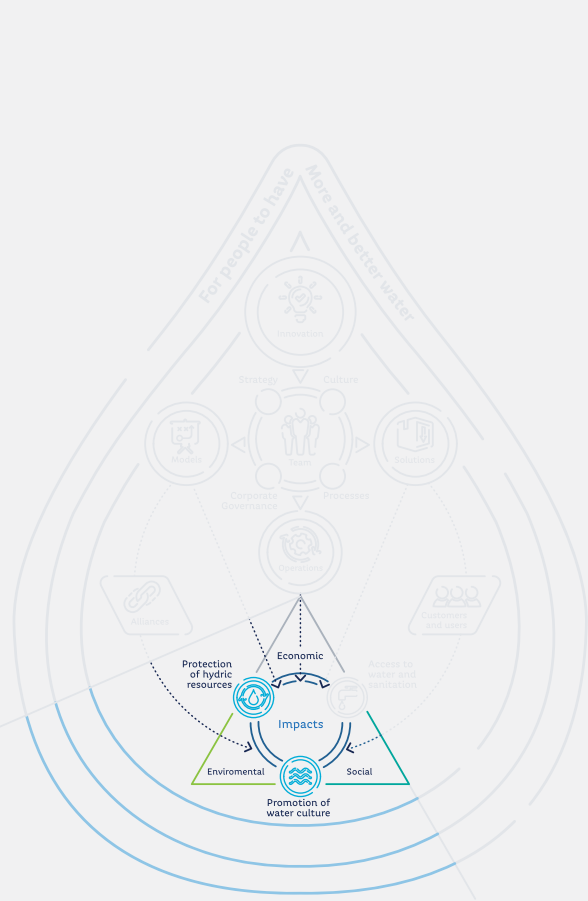 For people to have
More and better water
Innovation
Strategy
Culture
Models
Team
Solutions
Corporate
Governance
Processes
Operations
Alliances
Customers
and users
Economic
Protection
of hydric
resources
Access to
water and
sanitation
Impacts
Enviromental
Social
Promotion of
water culture